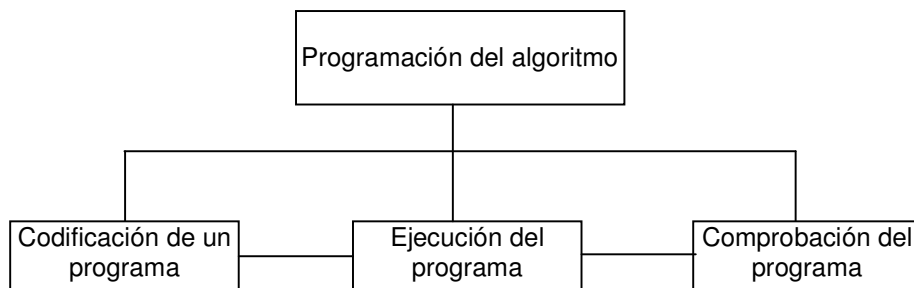 Programación del algoritmo
Codificación de un
programa
Ejecución del
programa
Comprobación del
programa